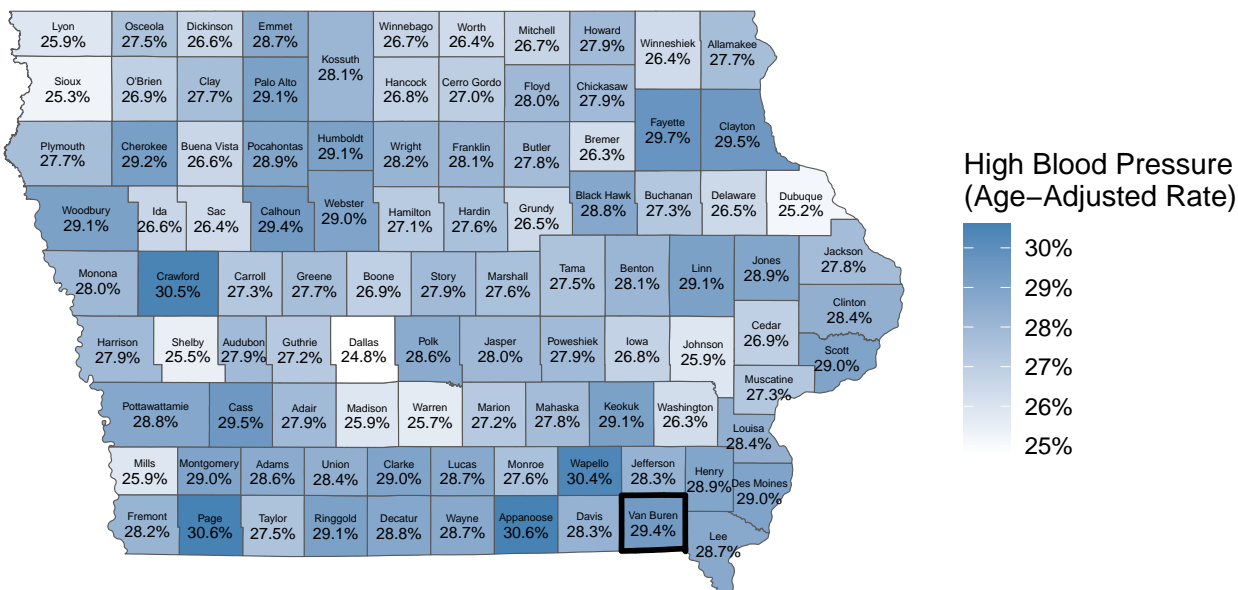 Lyon
25.9%
Osceola
27.5%
Dickinson
26.6%
Emmet
28.7%
Kossuth
28.1%
Winnebago
26.7%
Worth
26.4%
Mitchell
26.7%
Howard
27.9%
Winneshiek
26.4%
Allamakee
27.7%
Sioux
25.3%
O'Brien
26.9%
Clay
27.7%
Palo Alto
29.1%
Hancock
26.8%
Cerro Gordo
27.0%
Floyd
28.0%
Chickasaw
27.9%
Fayette
29.7%
Clayton
29.5%
Plymouth
27.7%
Cherokee
29.2%
Buena Vista
26.6%
Pocahontas
28.9%
Humboldt
29.1%
Wright
28.2%
Franklin
28.1%
Butler
27.8%
Bremer
26.3%
Woodbury
29.1%
Ida
26.6%
Sac
26.4%
Calhoun
29.4%
Webster
29.0%
Hamilton
27.1%
Hardin
27.6%
Grundy
26.5%
Black Hawk
28.8%
Buchanan
27.3%
Delaware
26.5%
Dubuque
25.2%
Monona
28.0%
Crawford
30.5%
Carroll
27.3%
Greene
27.7%
Boone
26.9%
Story
27.9%
Marshall
27.6%
Tama
27.5%
Benton
28.1%
Linn
29.1%
Jones
28.9%
Jackson
27.8%
Clinton
28.4%
Harrison
27.9%
Shelby
25.5%
Audubon
27.9%
Guthrie
27.2%
Dallas
24.8%
Polk
28.6%
Jasper
28.0%
Poweshiek
27.9%
Iowa
26.8%
Johnson
25.9%
Cedar
26.9%
Scott
29.0%
Muscatine
27.3%
Pottawattamie
28.8%
Cass
29.5%
Adair
27.9%
Madison
25.9%
Warren
25.7%
Marion
27.2%
Mahaska
27.8%
Keokuk
29.1%
Washington
26.3%
Louisa
28.4%
Mills
25.9%
Montgomery
29.0%
Adams
28.6%
Union
28.4%
Clarke
29.0%
Lucas
28.7%
Monroe
27.6%
Wapello
30.4%
Jefferson
28.3%
Henry
28.9%
Des Moines
29.0%
Fremont
28.2%
Page
30.6%
Taylor
27.5%
Ringgold
29.1%
Decatur
28.8%
Wayne
28.7%
Appanoose
30.6%
Davis
28.3%
Van Buren
29.4%
Lee
28.7%
High Blood Pressure
(Age−Adjusted Rate)
30%
29%
28%
27%
26%
25%